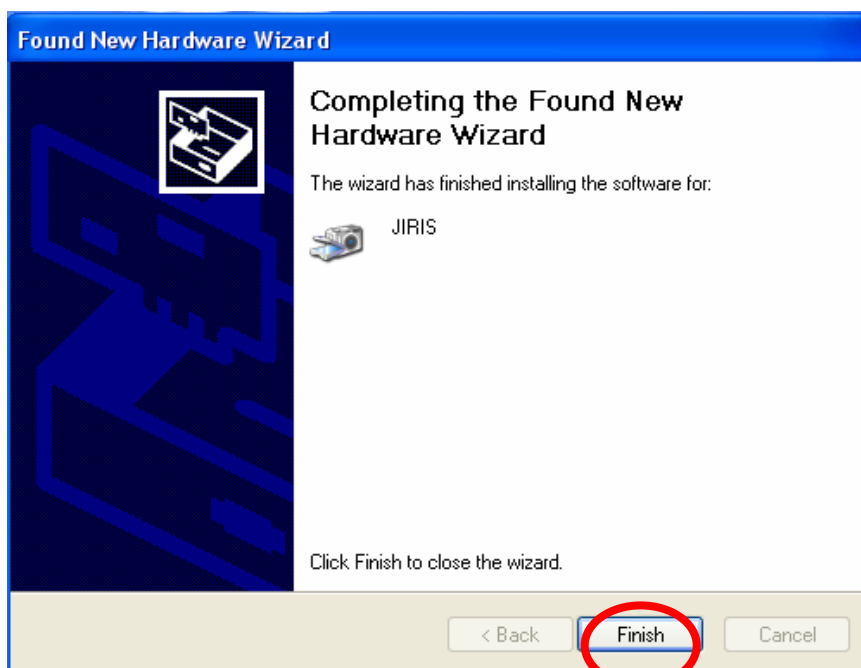 Found New Hardware Wizard
Completing the Found New
Hardware Wizard
The wizard has finished installing the software for:
JIRIS
Click Finish to close the wizard.
< Back Finish Cancel